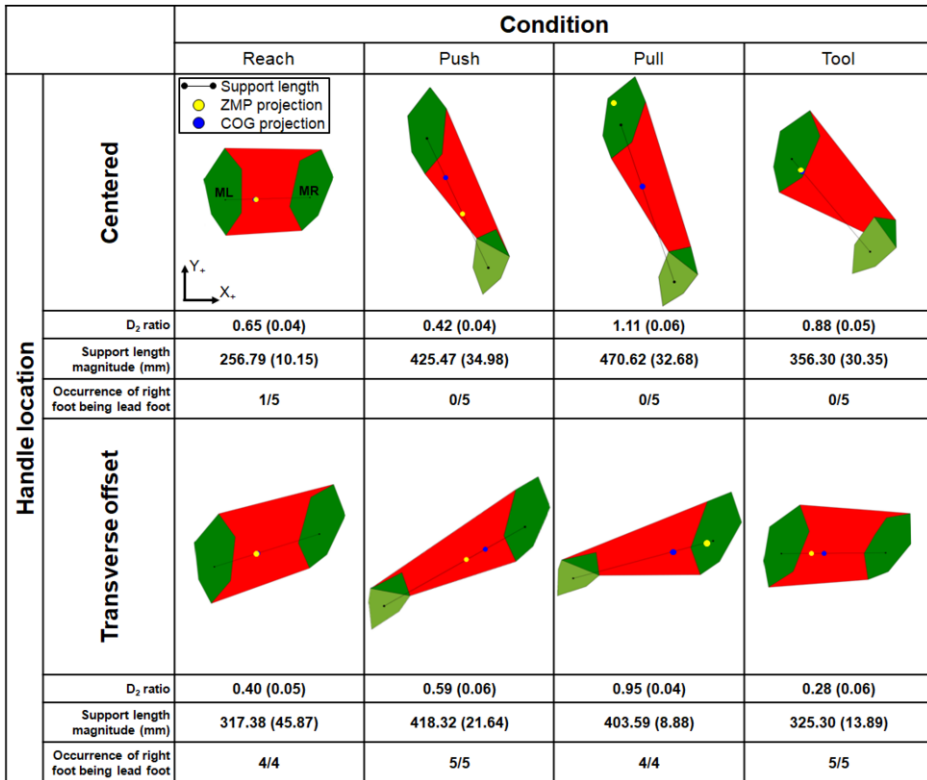 Condition
Reach Push Pull Tool
Handle location
Centered
Support length
ZMP projection
COG projection
ML MR
Y+
X+
D2 ratio 0.65 (0.04) 0.42 (0.04) 1.11 (0.06) 0.88 (0.05)
Support length
magnitude (mm) 256.79 (10.15) 425.47 (34.98) 470.62 (32.68) 356.30 (30.35)
Occurrence of right
foot being lead foot 1/5 0/5 0/5 0/5
Transverse offset
D2 ratio 0.40 (0.05) 0.59 (0.06) 0.95 (0.04) 0.28 (0.06)
Support length
magnitude (mm) 317.38 (45.87) 418.32 (21.64) 403.59 (8.88) 325.30 (13.89)
Occurrence of right
foot being lead foot 4/4 5/5 4/4 5/5